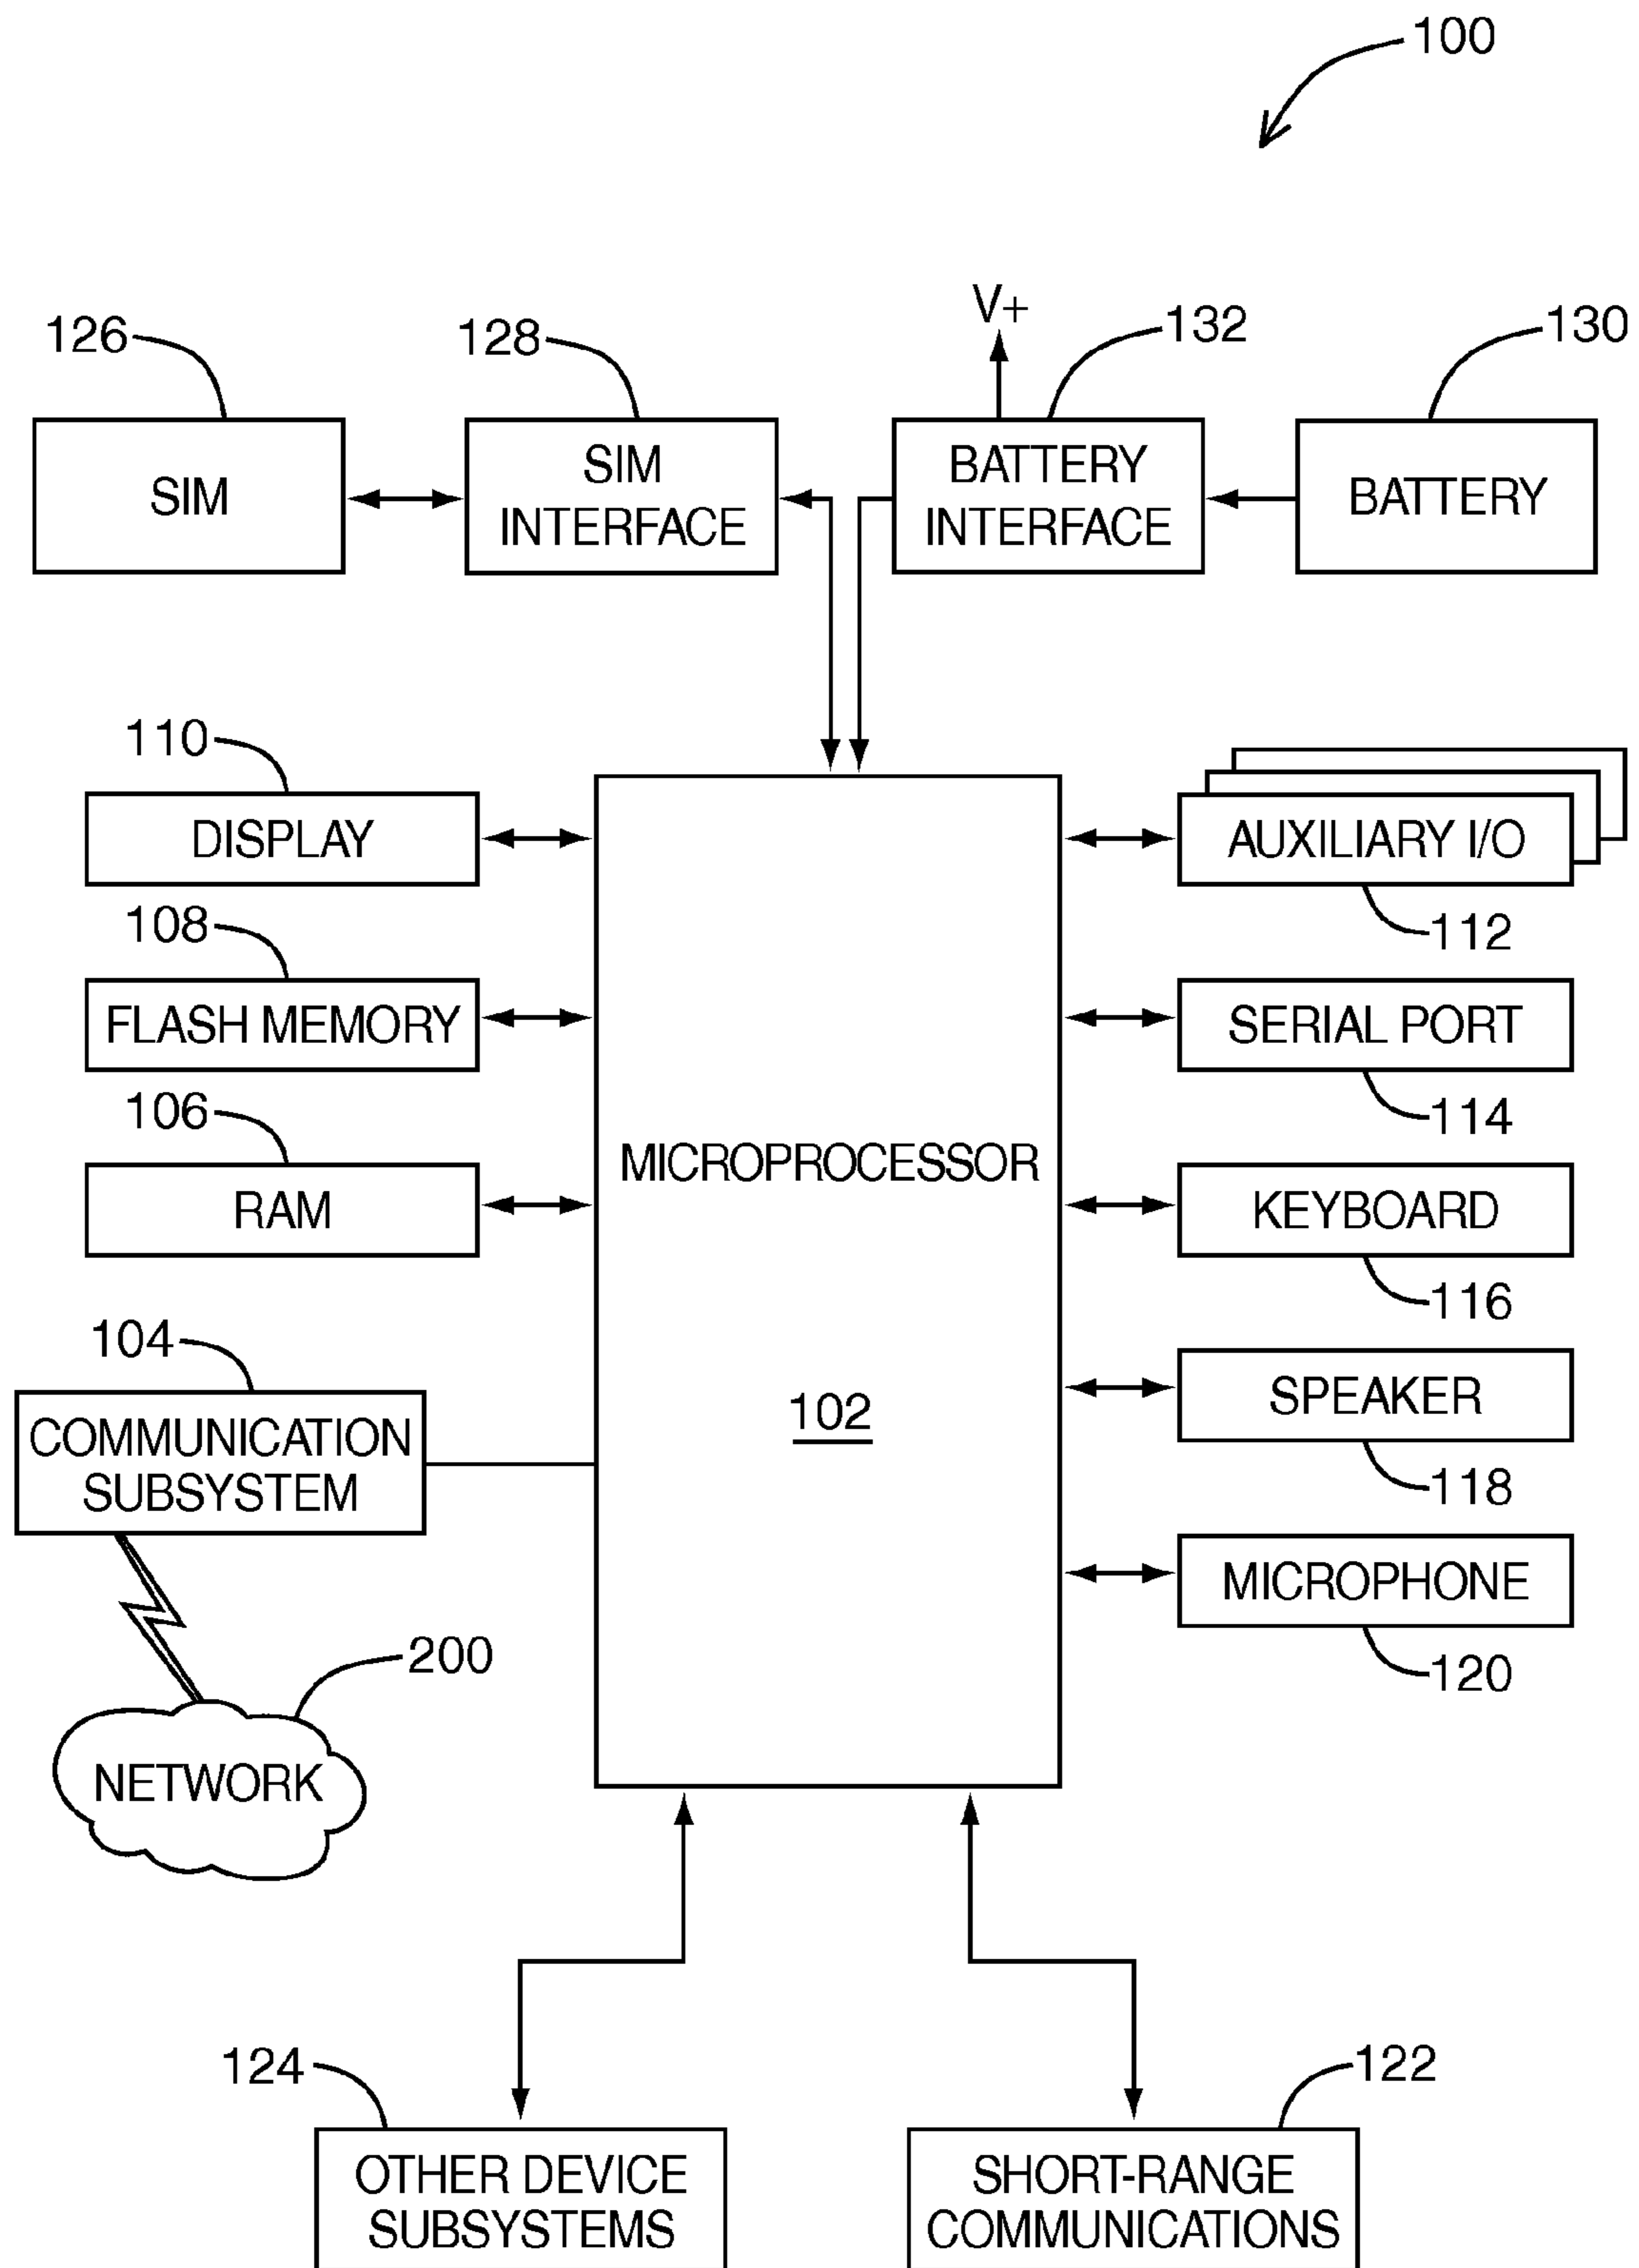 100
V+
126
128
132
130
SIM
SIM
INTERFACE
BATTERY
INTERFACE
BATTERY
110
DISPLAY
AUXILIARY I/O
112
108
FLASH MEMORY
SERIAL PORT
114
106
RAM
MICROPROCESSOR
102
KEYBOARD
116
104
COMMUNICATION
SUBSYSTEM
SPEAKER
118
MICROPHONE
120
200
NETWORK
124
122
OTHER DEVICE
SUBSYSTEMS
SHORT-RANGE
COMMUNICATIONS